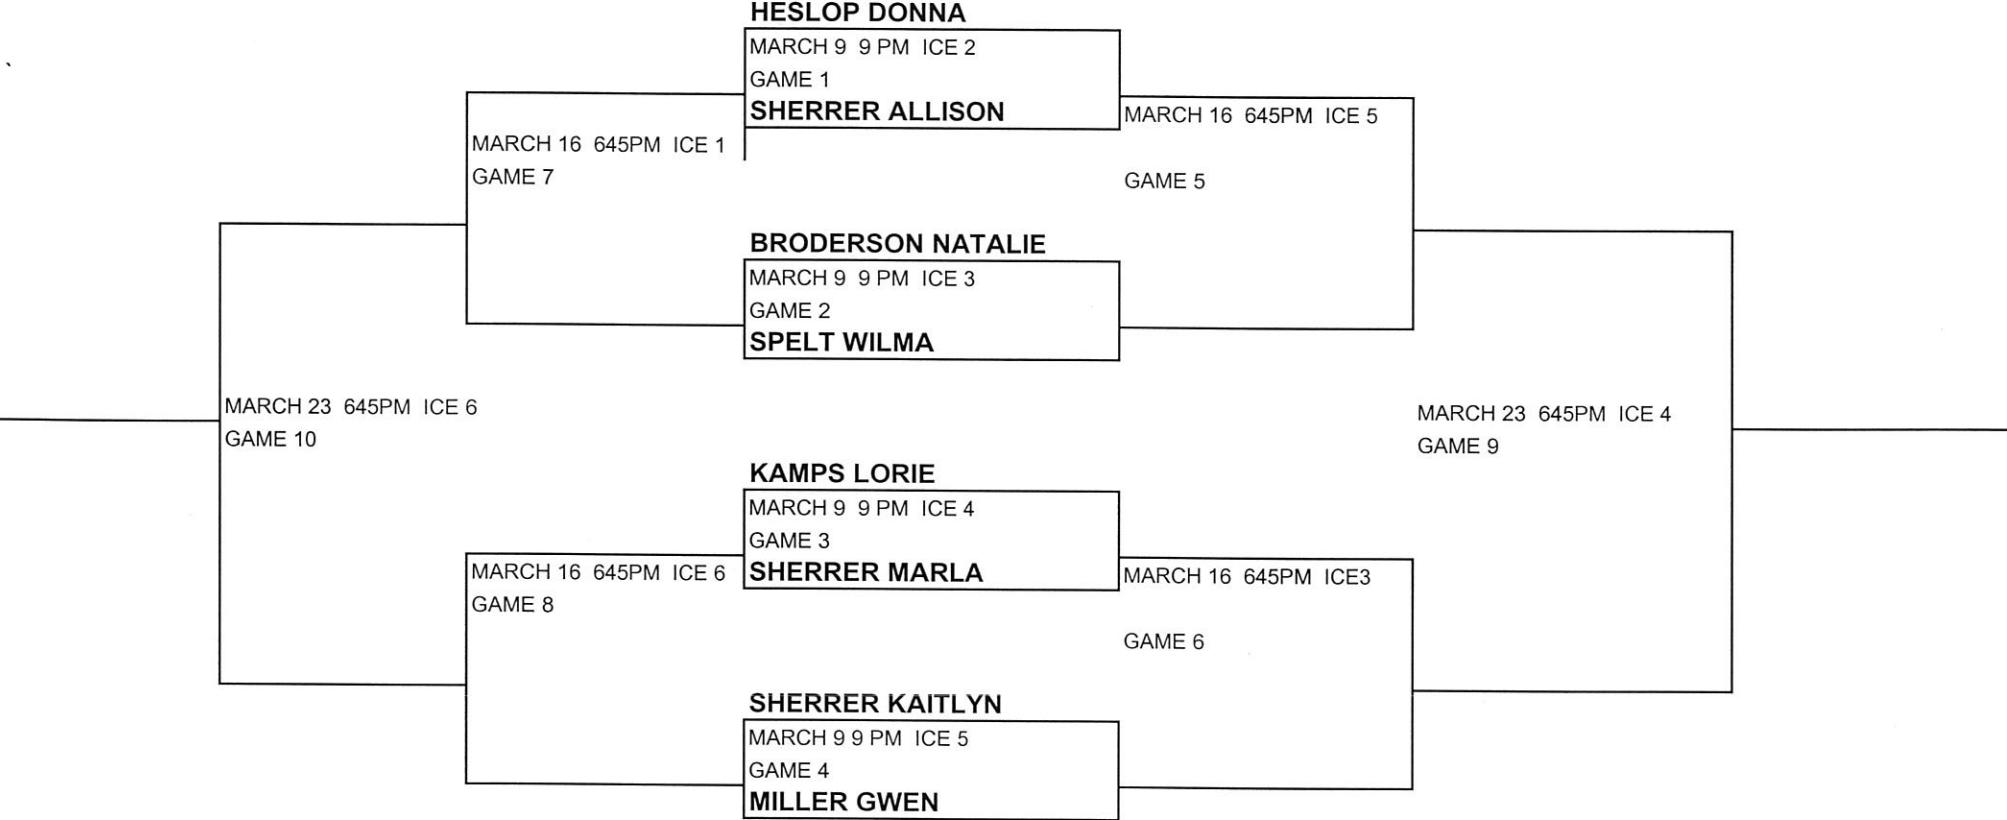 HESLOP DONNA
MARCH 9 9 PM ICE 2
GAME 1
SHERRER ALLISON
MARCH 16 645PM ICE 5
MARCH 16 645PM ICE 1
GAME 7
GAME 5
BRODERSON NATALIE
MARCH 9 9 PM ICE 3
GAME 2
SPELT WILMA
MARCH 23 645PM ICE 6
GAME 10
MARCH 23 645PM ICE 4
GAME 9
KAMPS LORIE
MARCH 9 9 PM ICE 4
GAME 3
SHERRER MARLA
MARCH 16 645PM ICE 6
GAME 8
MARCH 16 645PM ICE3
GAME 6
SHERRER KAITLYN
MARCH 9 9 PM ICE 5
GAME 4
MILLER GWEN